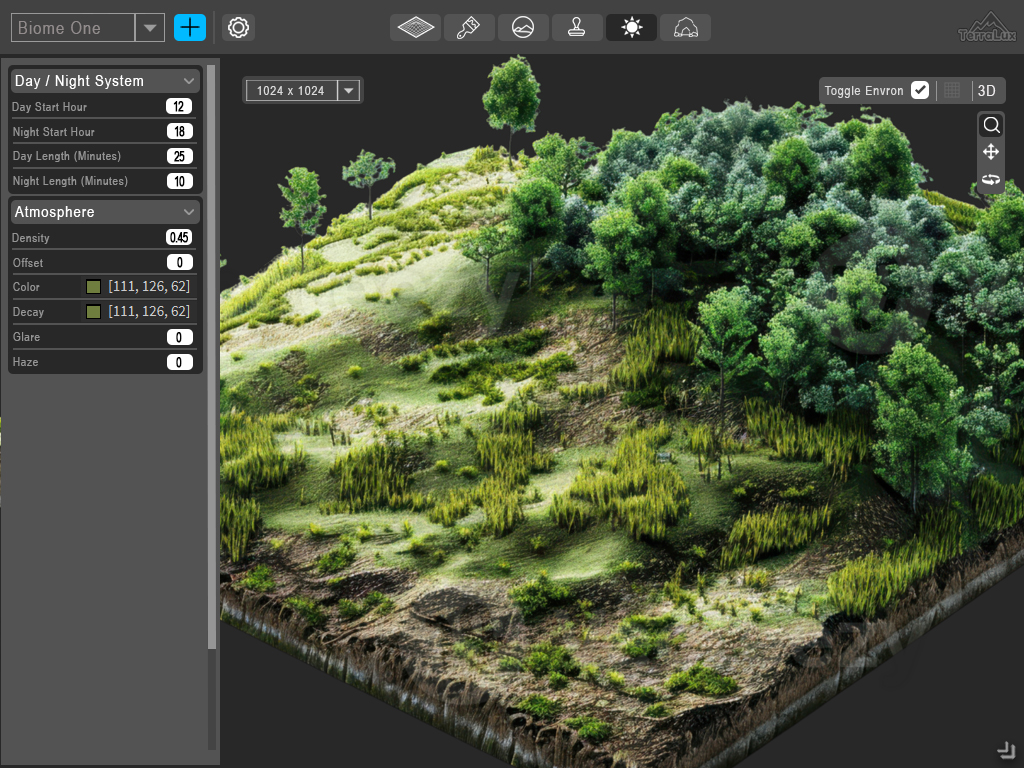 Biome One
TerraLux
Day / Night System
Day Start Hour 12
Night Start Hour 18
Day Length (Minutes) 25
Night Length (Minutes) 10
Atmosphere
Density 0.45
Offset 0
Color [111, 126, 62]
Decay [111, 126, 62]
Glare 0
Haze 0
1024 x 1024
Toggle Environ 3D